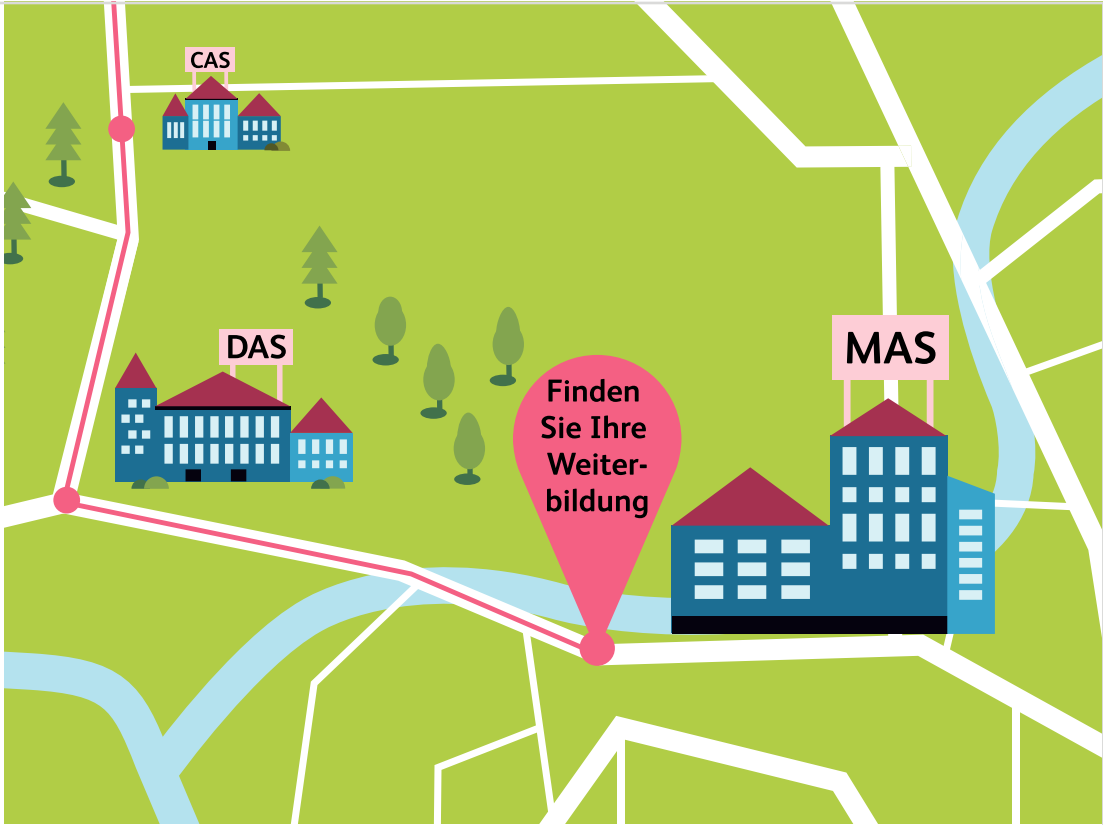 CAS
DAS
MAS
Finden
Sie Ihre
Weiter-
bildung